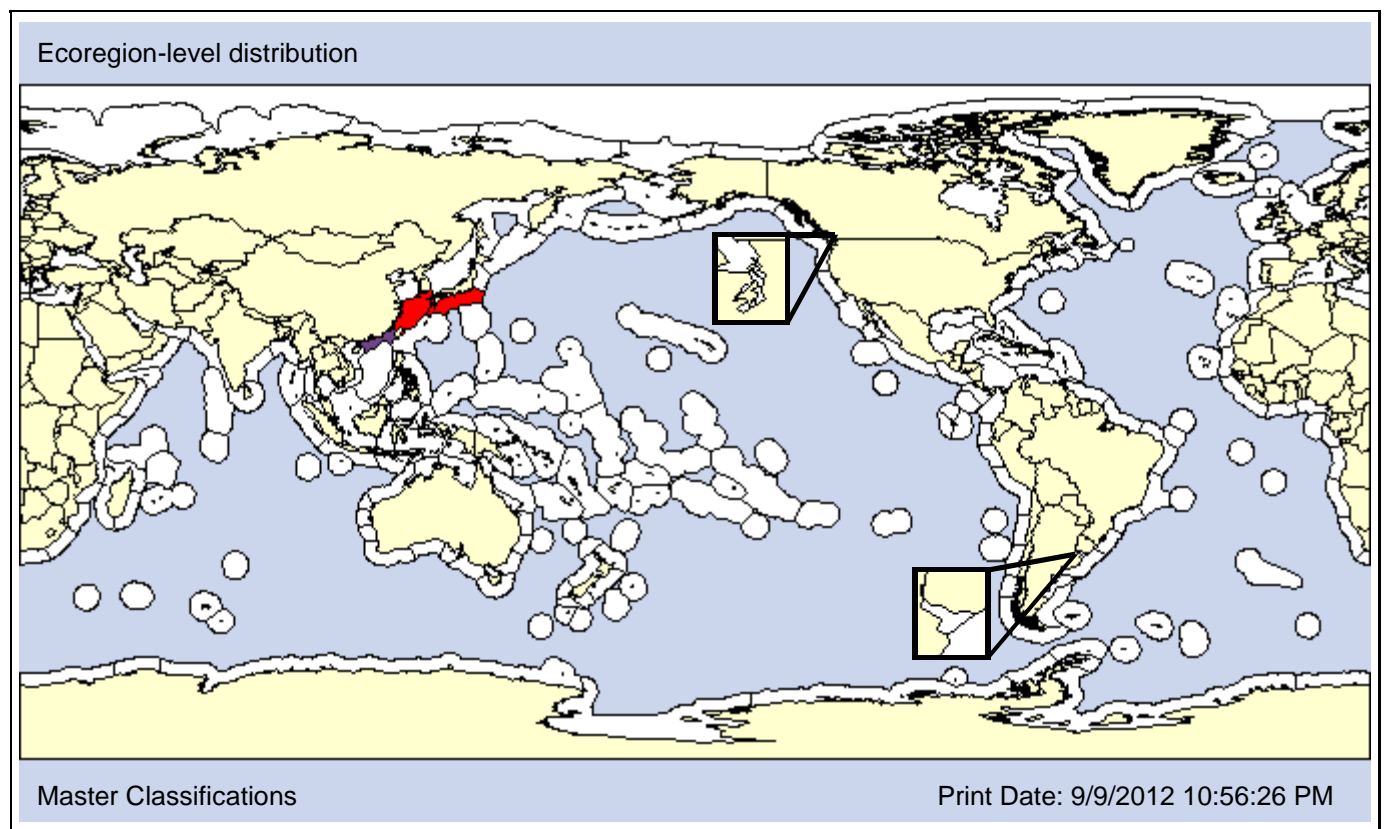 Ecoregion-level distribution
Master Classifications
Print Date: 9/9/2012 10:56:26 PM